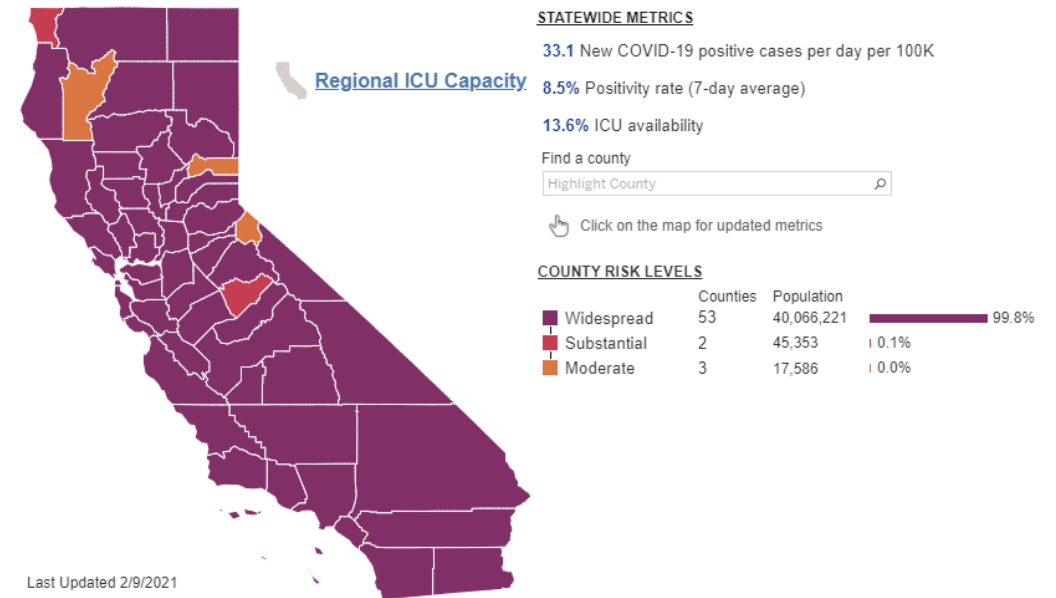 STATEWIDE METRICS
33.1 New COVID-19 positive cases per day per 100K
Regional ICU Capacity
8.5% Positivity rate (7-day average)
13.6% ICU availability
Find a county
Highlight County
Click on the map for updated metrics
COUNTY RISK LEVELS
Counties Population
Widespread 53 40,066,221 99.8%
Substantial 2 45,353 0.1%
Moderate 3 17,586 0.0%
Last Updated 2/9/2021